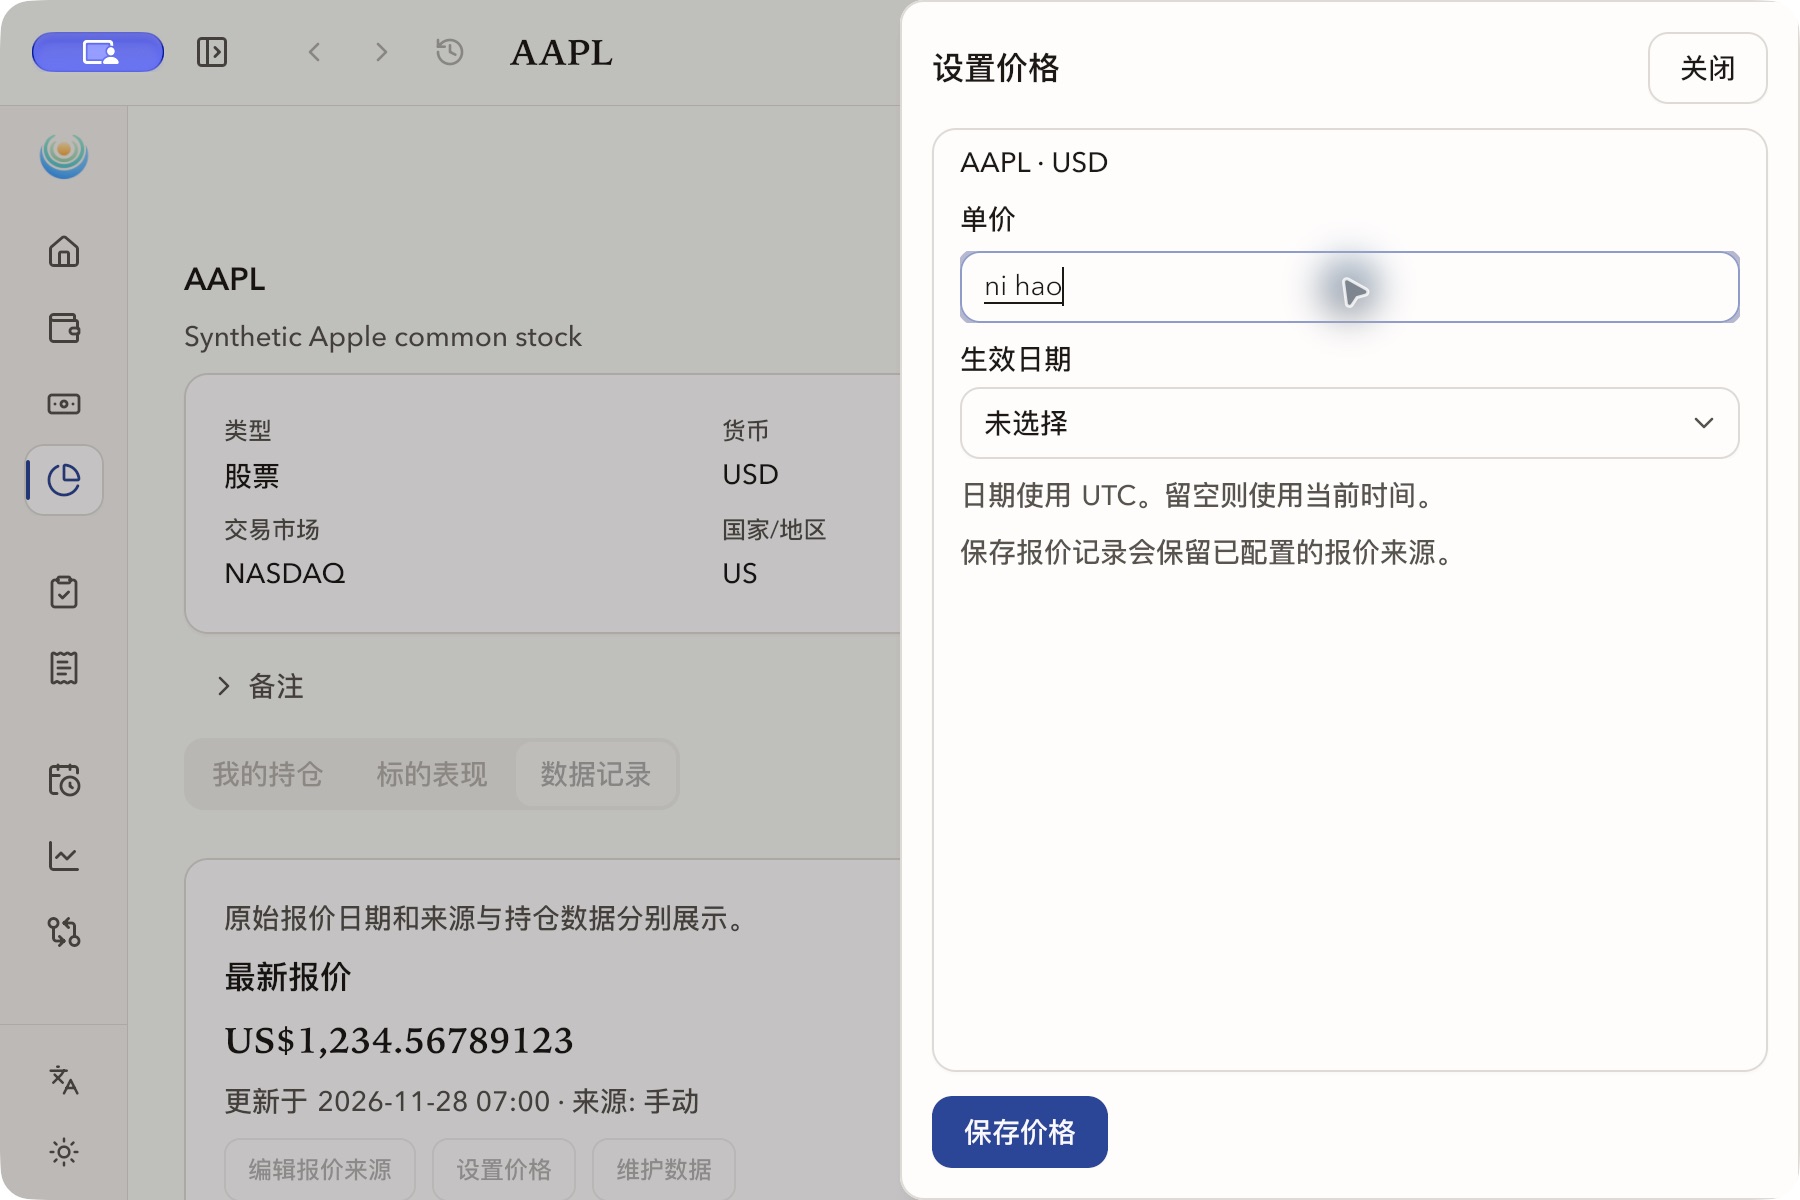 AAPL
设置价格
关闭
AAPL · USD
单价
ni hao
生效日期
未选择
日期使用 UTC。留空则使用当前时间。
保存报价记录会保留已配置的报价来源。
保存价格
AAPL
Synthetic Apple common stock
类型
货币
股票
USD
交易市场
国家/地区
NASDAQ
US
备注
我的持仓
标的表现
数据记录
原始报价日期和来源与持仓数据分别展示。
最新报价
US$1,234.56789123
更新于 2026-11-28 07:00 · 来源: 手动
编辑报价来源
设置价格
维护数据